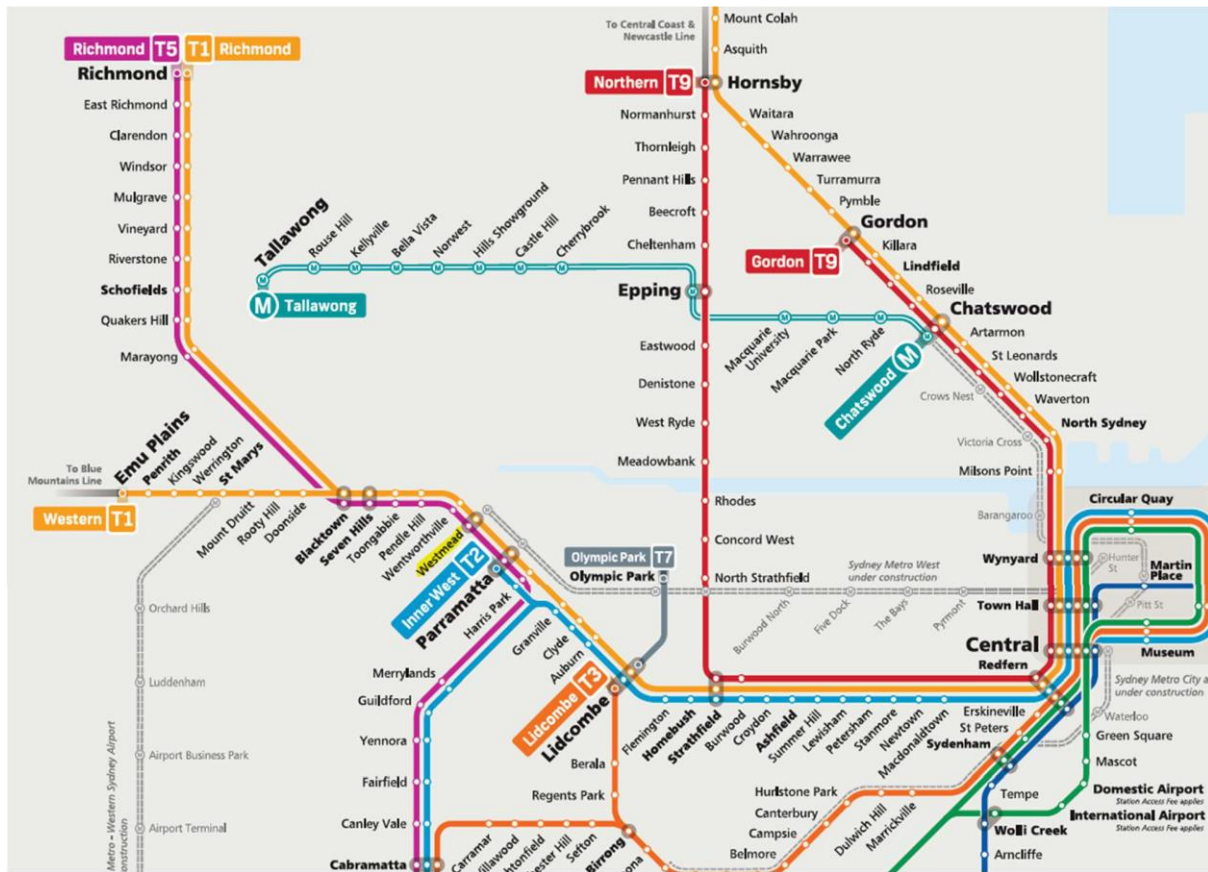 To Central Coast &
Newcastle Line
Mount Colah
Asquith
Richmond T5
T1 Richmond
Richmond
Northern T9
Hornsby
East Richmond
Clarendon
Windsor
Mulgrave
Vineyard
Riverstone
Schofields
Quakers Hill
Marayong
Normanhurst
Thornleigh
Pennant Hills
Beecroft
Cheltenham
Epping
Eastwood
Denistone
West Ryde
Meadowbank
Rhodes
Concord West
North Strathfield
Waitara
Wahroonga
Warrawee
Turramurra
Pymble
Gordon
Gordon T9
Killara
Lindfield
Roseville
Chatswood
Artarmon
St Leonards
Wollstonecraft
Waverton
North Sydney
Milsons Point
Tallawong
M Tallawong
Rouse Hill
Kellyville
Bella Vista
Norwest
Hills Showground
Castle Hill
Cherrybrook
Macquarie
University
Macquarie Park
North Ryde
Chatswood M
Crows Nest
Victoria Cross
Barangaroo
To Blue
Mountains Line
Western T1
Emu Plains
Penrith
Kingswood
Werrington
St Marys
Mount Druitt
Rooty Hill
Doonside
Blacktown
Seven Hills
Toongabbie
Pendle Hill
Wentworthville
Westmead
Inner West T2
Parramatta
Harris Park
Granville
Clyde
Auburn
Olympic Park T7
Olympic Park
Lidcombe T3
Lidcombe
Sydney Metro West
under construction
Burwood North
Five Dock
The Bays
Pyrmont
Circular Quay
Wynyard
Hunter
St
Martin
Place
Town Hall
Pitt St
Central
Museum
Redfern
Flemington
Homebush
Strathfield
Burwood
Croydon
Ashfield
Summer Hill
Lewisham
Petersham
Stanmore
Newtown
Macdonaldtown
Erskineville
St Peters
Sydenham
Sydney Metro City a
under construction
Waterloo
Green Square
Mascot
Domestic Airport
Station Access Fee applies
International Airport
Station Access Fee applies
Tempe
Wolli Creek
Arncliffe
Orchard Hills
Luddenham
Airport Business Park
Airport Terminal
Metro - Western Sydney Airport
onstruction
Merrylands
Guildford
Yennora
Fairfield
Canley Vale
Cabramatta
Carramar
Berala
Regents Park
Sefton
Birrong
Hurlstone Park
Canterbury
Campsie
Belmore
Dulwich Hill
Marrickville